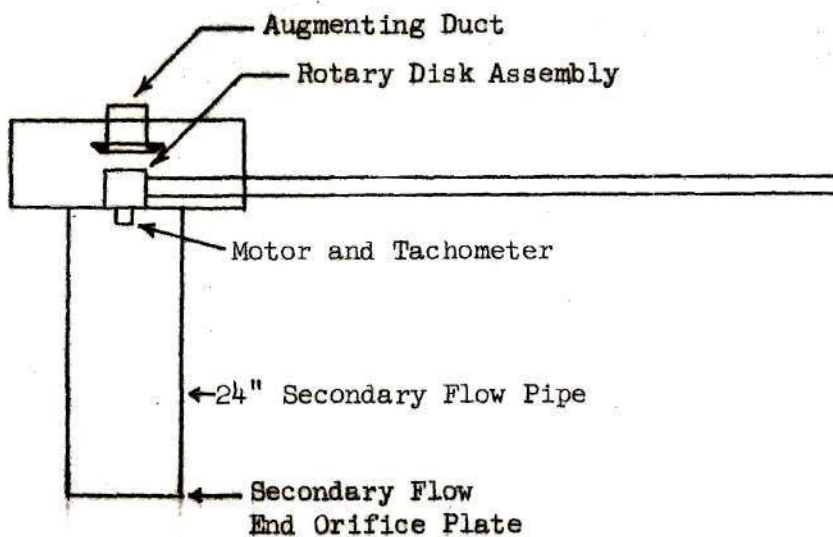 Augmenting Duct
Rotary Disk Assembly
Motor and Tachometer
24" Secondary Flow Pipe
Secondary Flow
End Orifice Plate